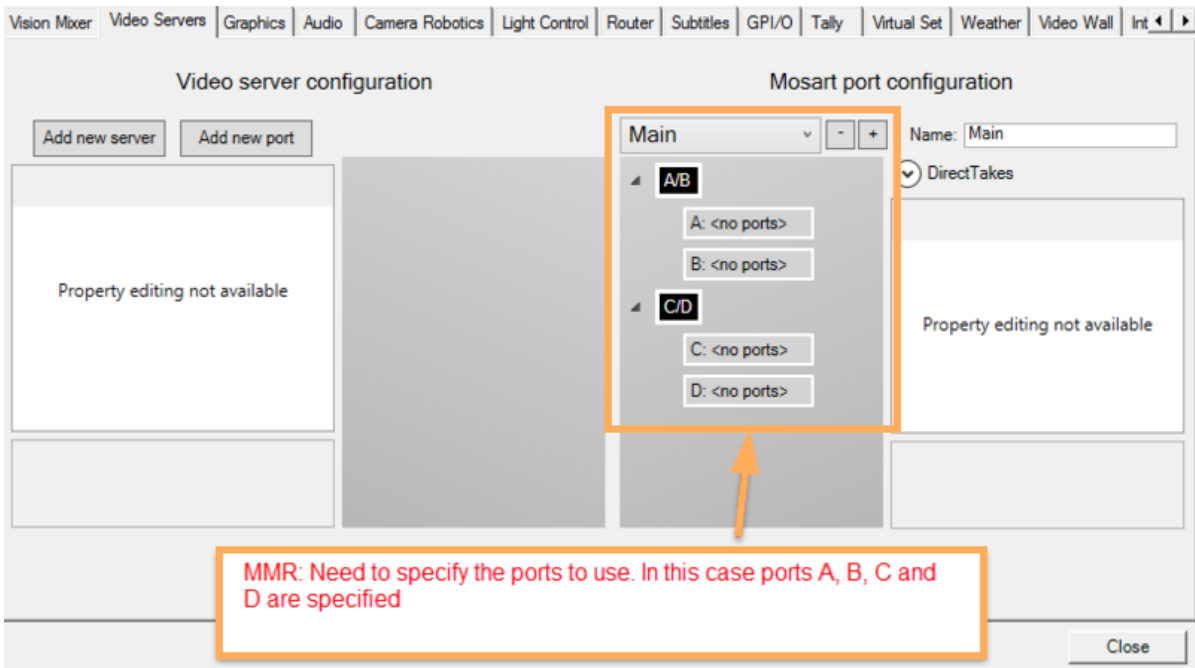 Vision Mixer Video Servers Graphics Audio Camera Robotics Light Control Router Subtitles GPI/O Tally Virtual Set Weather Video Wall Int
Video server configuration
Mosart port configuration
Add new server
Add new port
Main
-
+
Name: Main
DirectTakes
A/B
A: <no ports>
B: <no ports>
C/D
C: <no ports>
D: <no ports>
Property editing not available
Property editing not available
MMR: Need to specify the ports to use. In this case ports A, B, C and
D are specified
Close